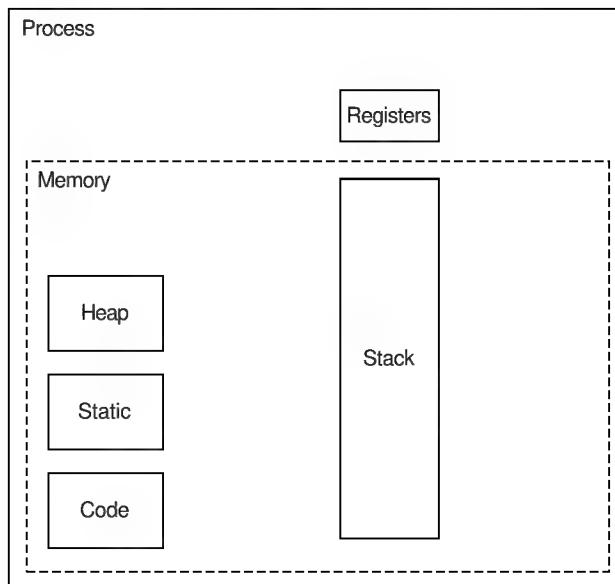 Process
Registers
Memory
Heap
Stack
Static
Code